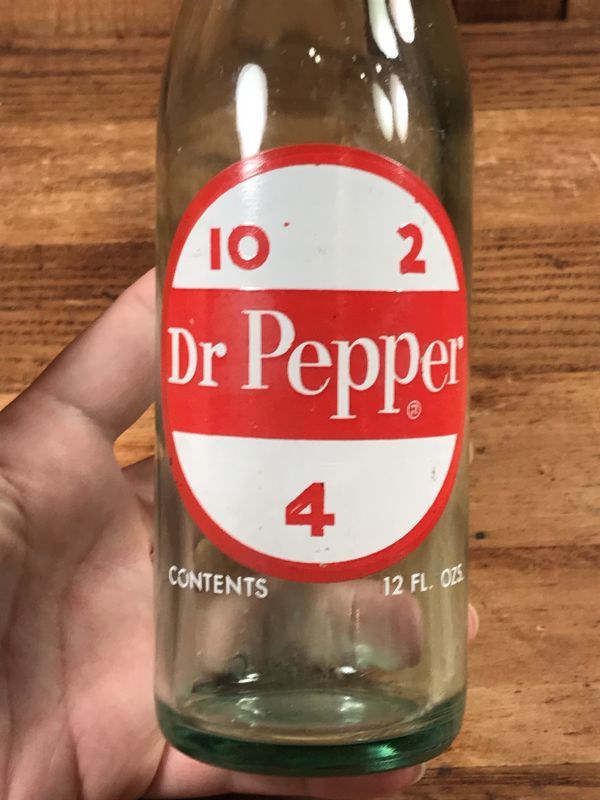 10 2
Dr Pepper ®
4
CONTENTS 12 FL. OZS.